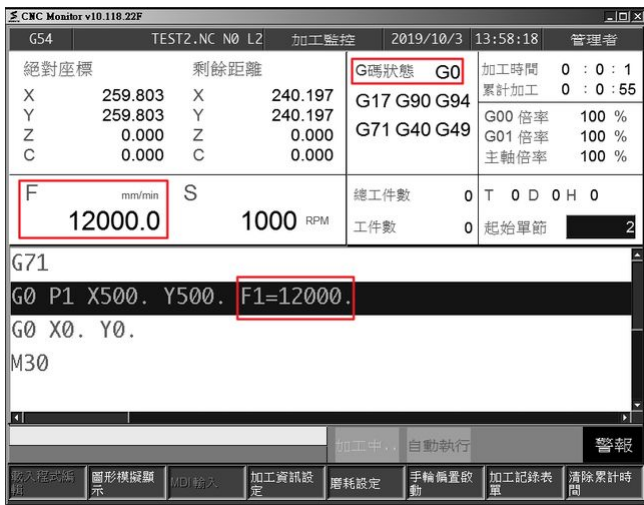 CNC Monitor v10.118.22F
G54 TEST2.NC N0 L2 加工監控 2019/10/3 13:58:18 管理者
絕對座標 剩餘距離 G碼狀態 G0 加工時間 0 : 0 : 1
累計加工 0 : 0 : 55
X 259.803 X 240.197 G17 G90 G94
Y 259.803 Y 240.197 G00 倍率 100 %
Z 0.000 Z 0.000 G71 G40 G49 G01 倍率 100 %
C 0.000 C 0.000 主軸倍率 100 %
F mm/min S 總工件數 0 T 0 D 0 H 0
12000.0 1000 RPM 工件數 0 起始單節 2
G71
G0 P1 X500. Y500. F1=12000.
G0 X0. Y0.
M30
加工中.. 自動執行 警報
載入程式編輯 圖形模擬顯示 MDI 輸入 加工資訊設定 磨耗設定 手輪偏置啟動 加工記錄表單 清除累計時間